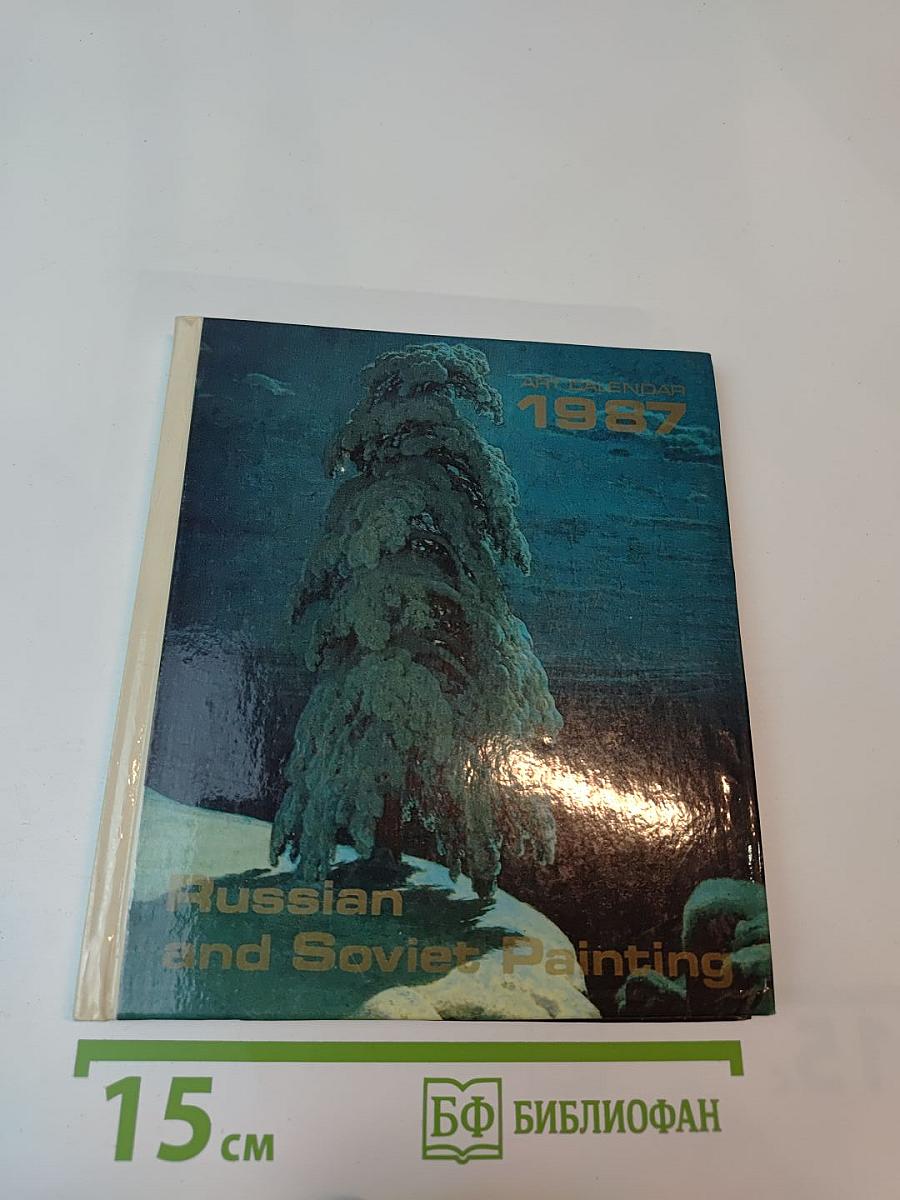 ART CALENDAR
1987
Russian
and Soviet Painting
15 см
БФ БИБЛИОФАН